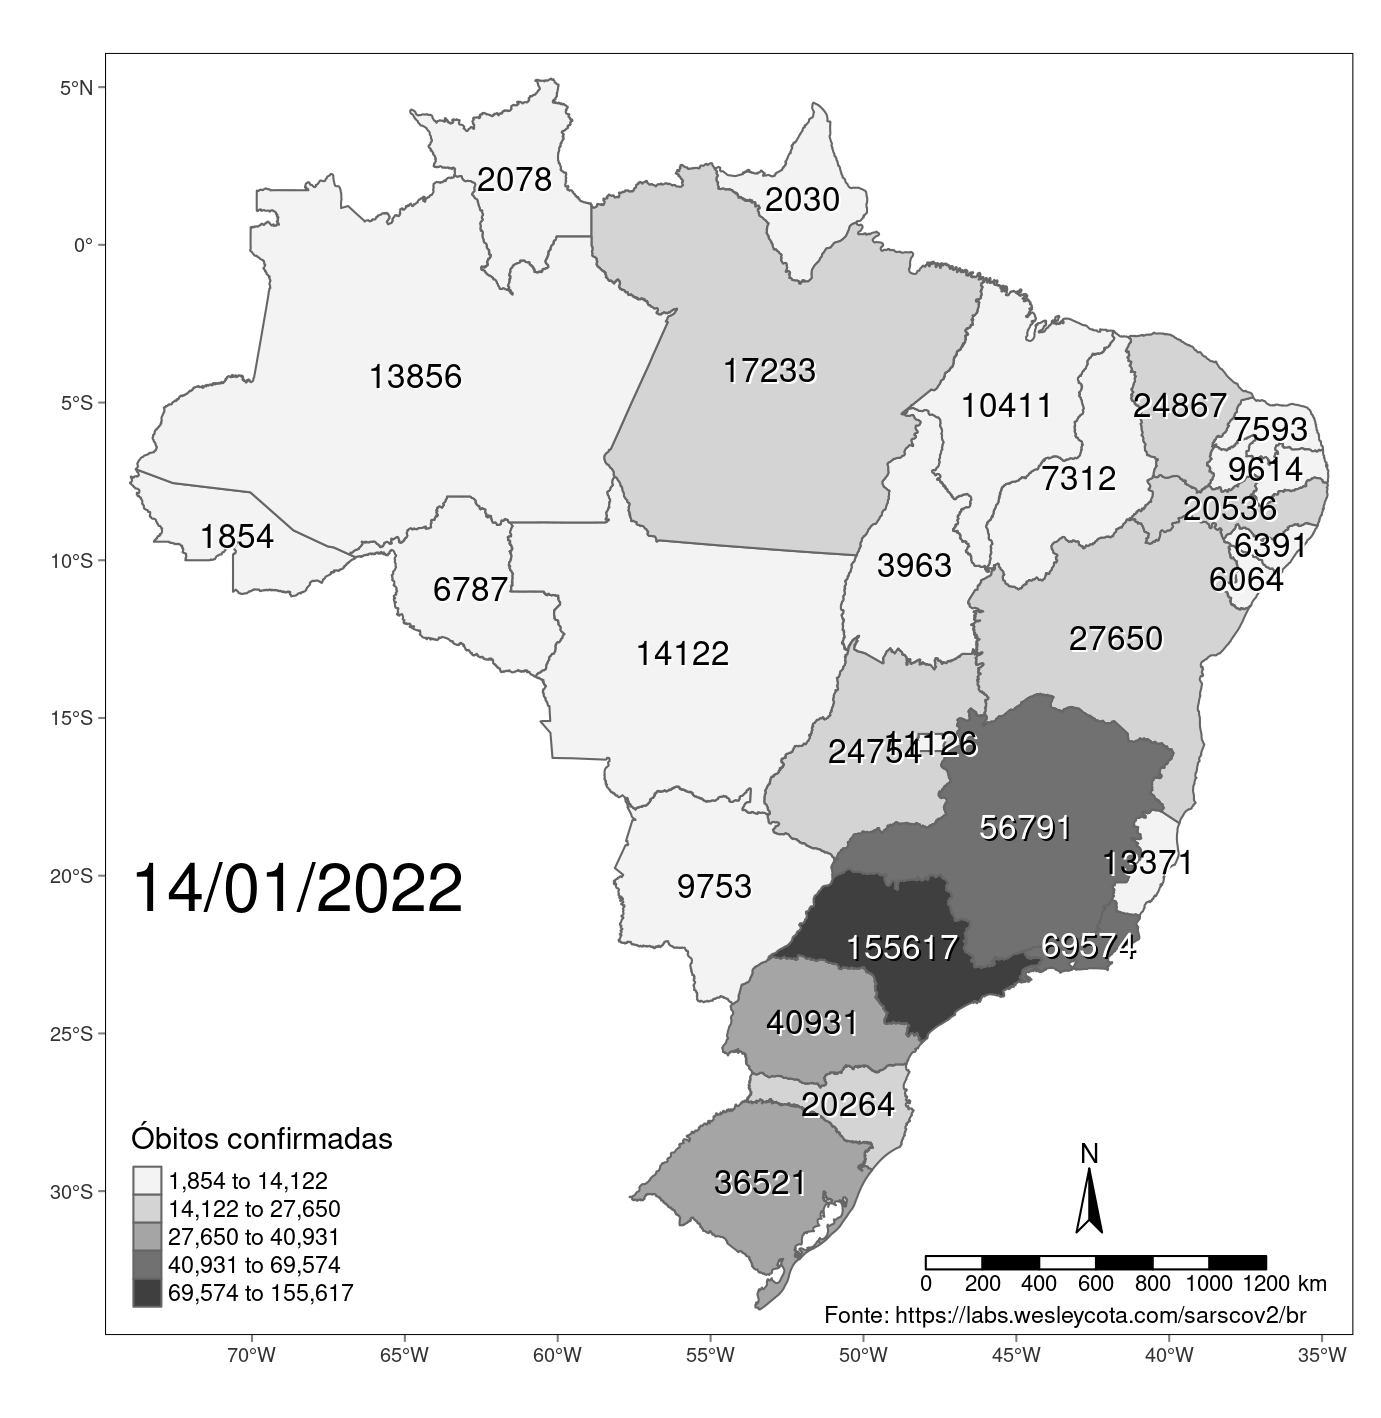 5°N
0°
5°S
10°S
15°S
20°S
25°S
30°S
2078
2030
13856
17233
10411
24867
7593
9614
7312
20536
1854
6391
6787
3963
6064
14122
27650
24754
11126
56791
13371
9753
155617
69574
40931
20264
36521
14/01/2022
Óbitos confirmadas
1,854 to 14,122
14,122 to 27,650
27,650 to 40,931
40,931 to 69,574
69,574 to 155,617
N
0 200 400 600 800 1000 1200 km
Fonte: https://labs.wesleycota.com/sarscov2/br
70°W 65°W 60°W 55°W 50°W 45°W 40°W 35°W